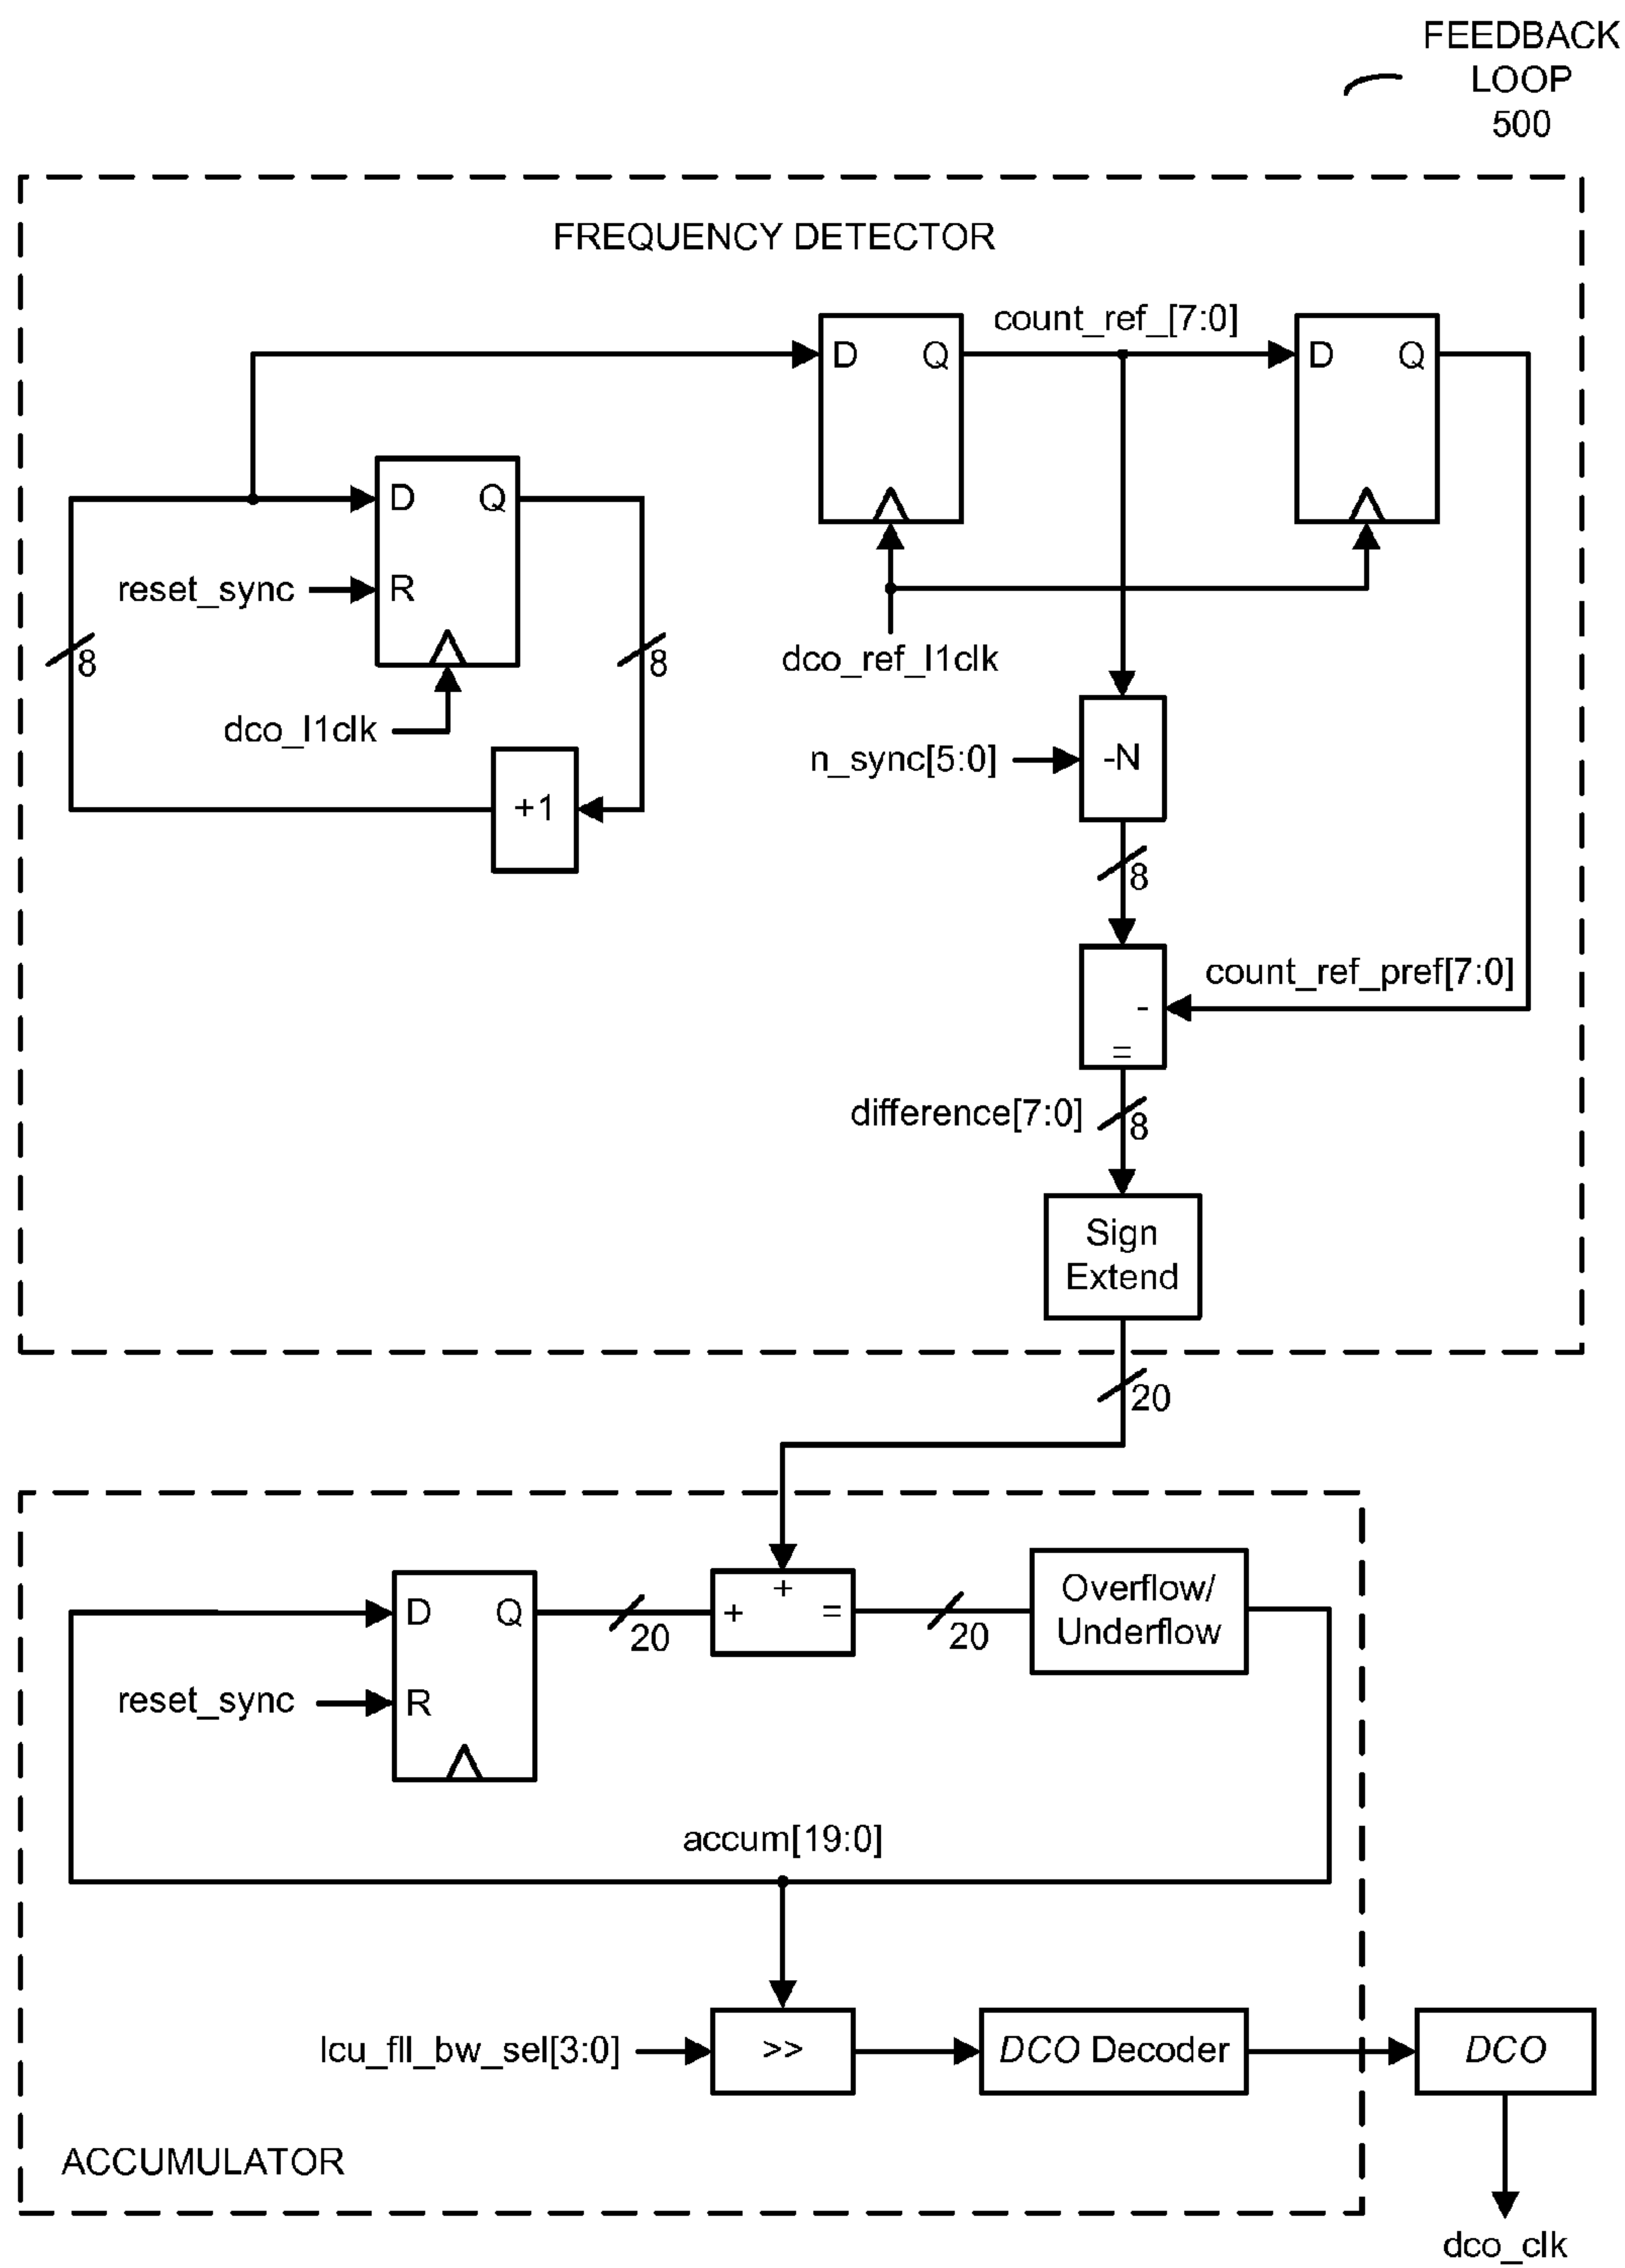 FEEDBACK
LOOP
500
FREQUENCY DETECTOR
D Q
count_ref_[7:0]
D Q
D Q
reset_sync
R
8
8
dco_ref_l1clk
dco_l1clk
n_sync[5:0]
-N
+1
8
count_ref_pref[7:0]
-
=
difference[7:0]
8
Sign
Extend
20
D Q
20
+
+
=
20
Overflow/
Underflow
reset_sync
R
accum[19:0]
lcu_fll_bw_sel[3:0]
>>
DCO Decoder
DCO
ACCUMULATOR
dco_clk